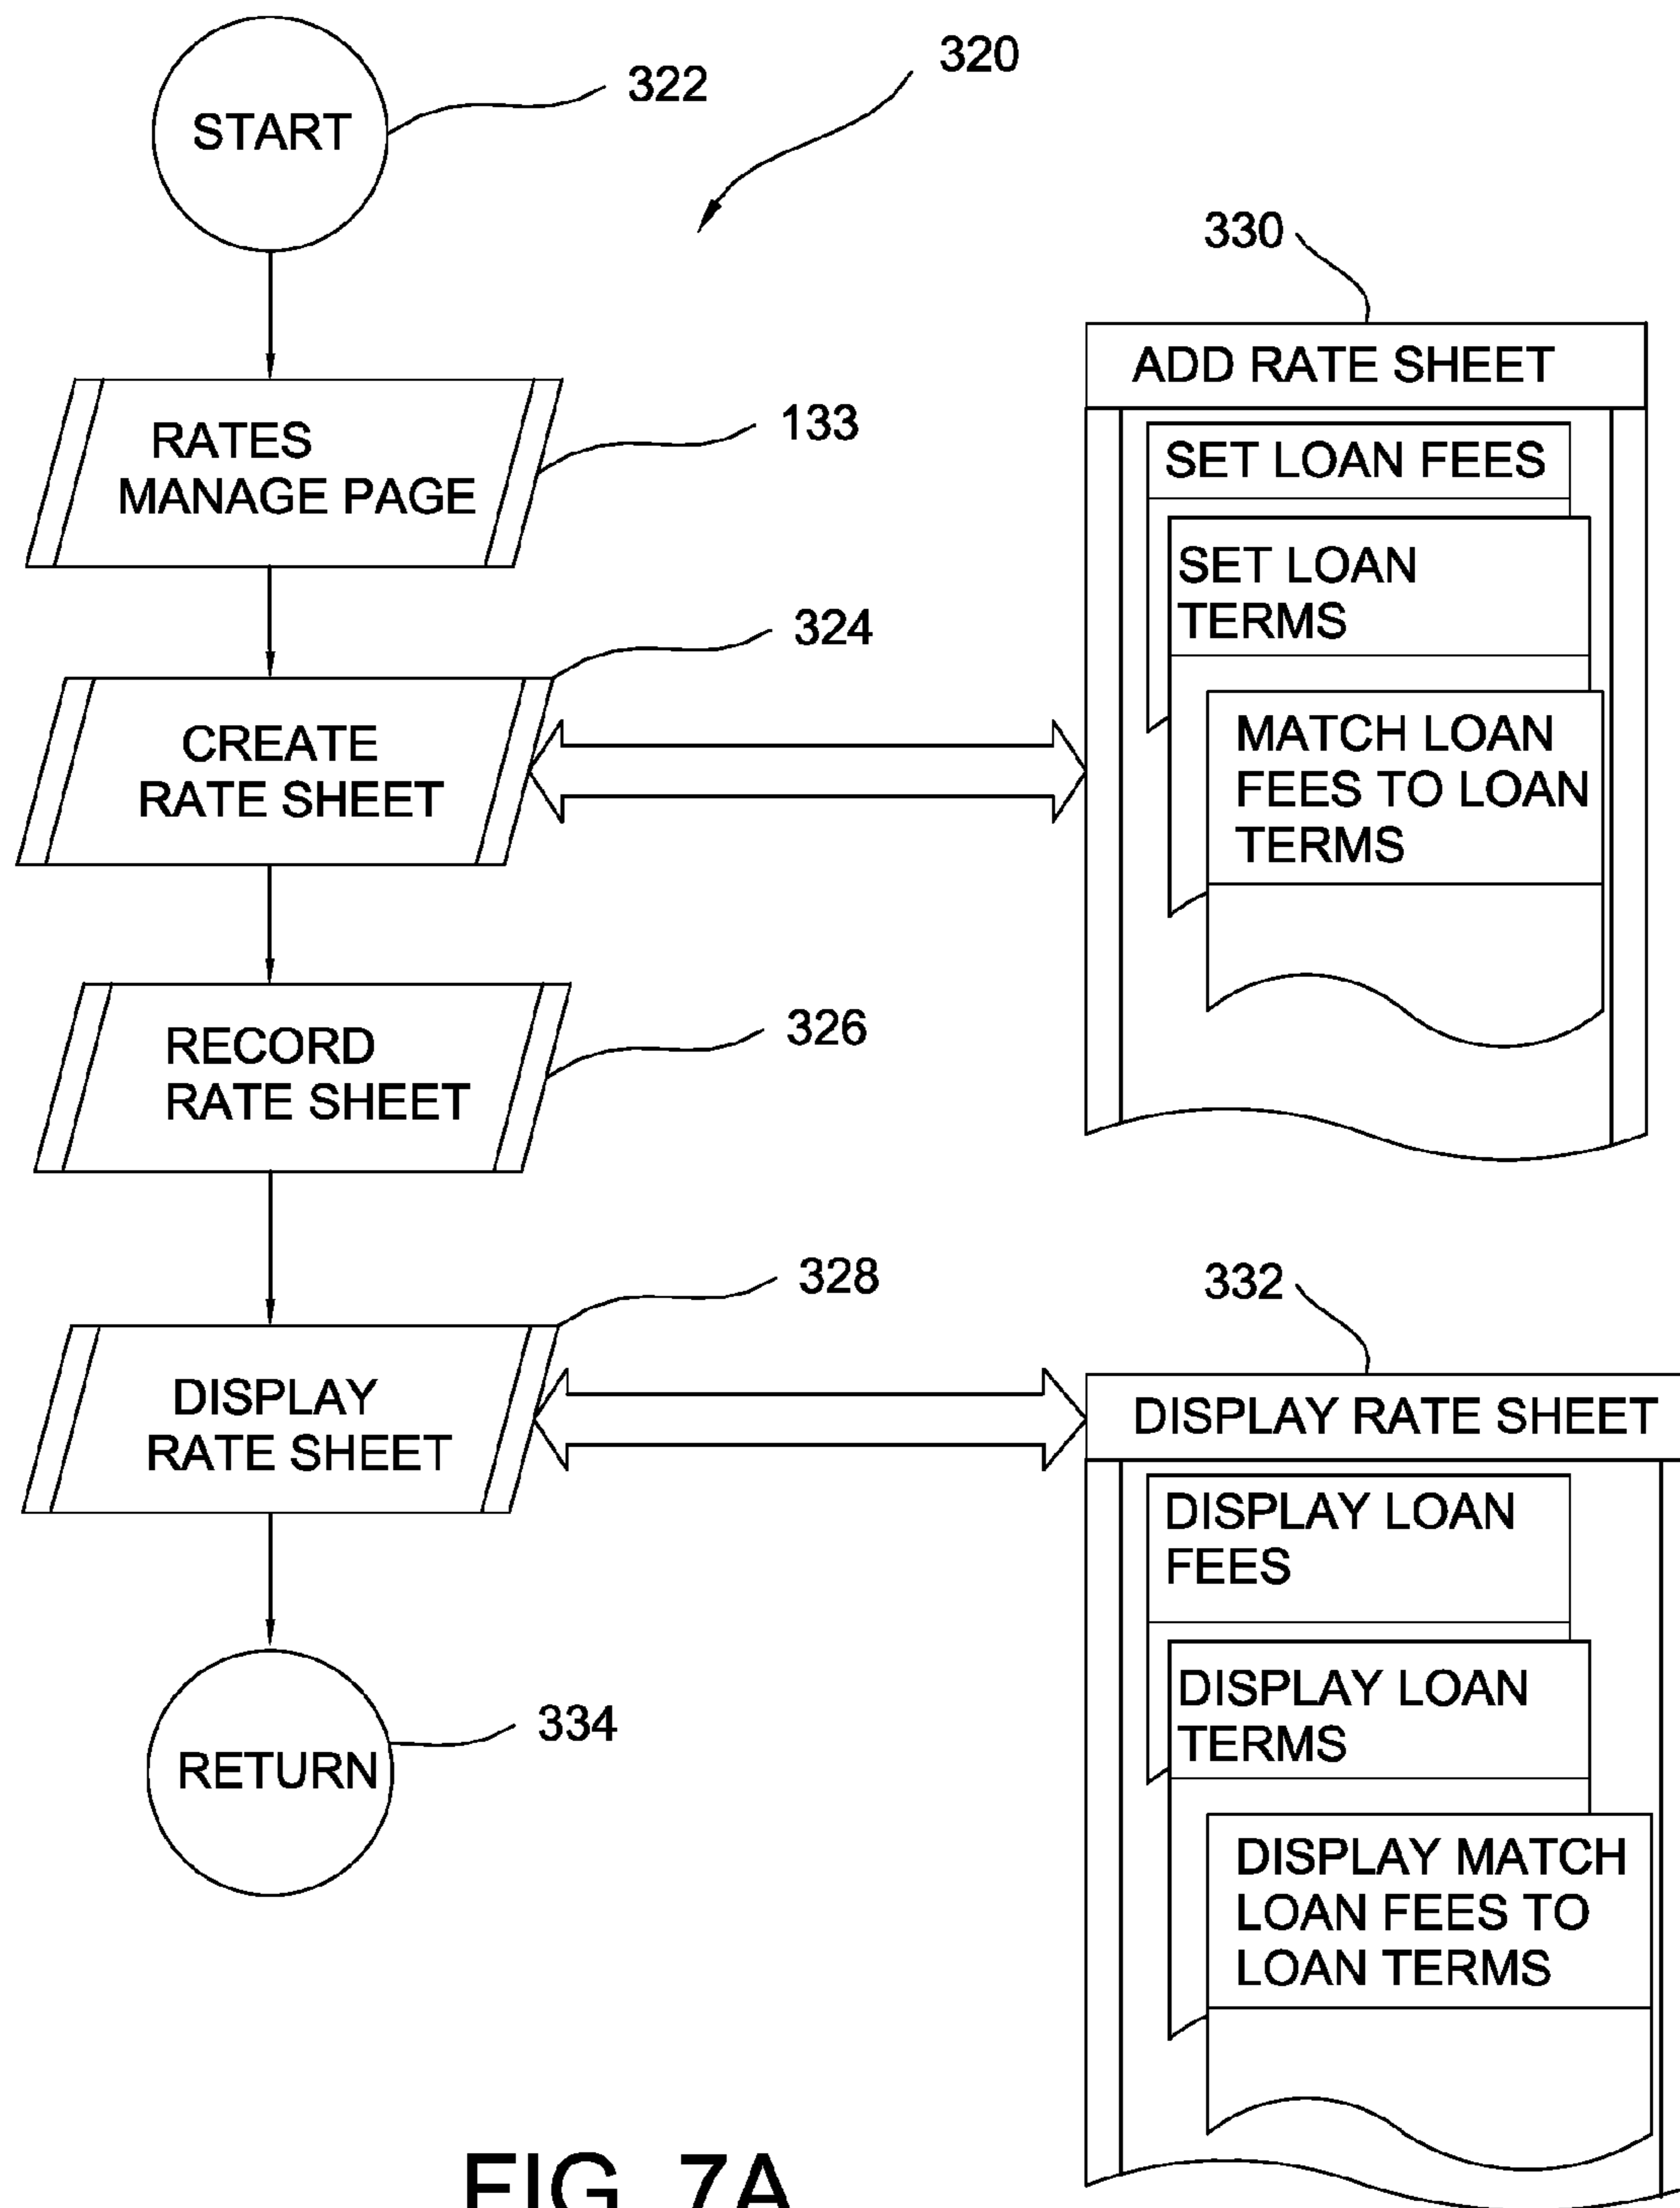 START
322
320
RATES
MANAGE PAGE
133
CREATE
RATE SHEET
324
RECORD
RATE SHEET
326
DISPLAY
RATE SHEET
328
RETURN
334
330
ADD RATE SHEET
SET LOAN FEES
SET LOAN
TERMS
MATCH LOAN
FEES TO LOAN
TERMS
332
DISPLAY RATE SHEET
DISPLAY LOAN
FEES
DISPLAY LOAN
TERMS
DISPLAY MATCH
LOAN FEES TO
LOAN TERMS
FIG. 7A